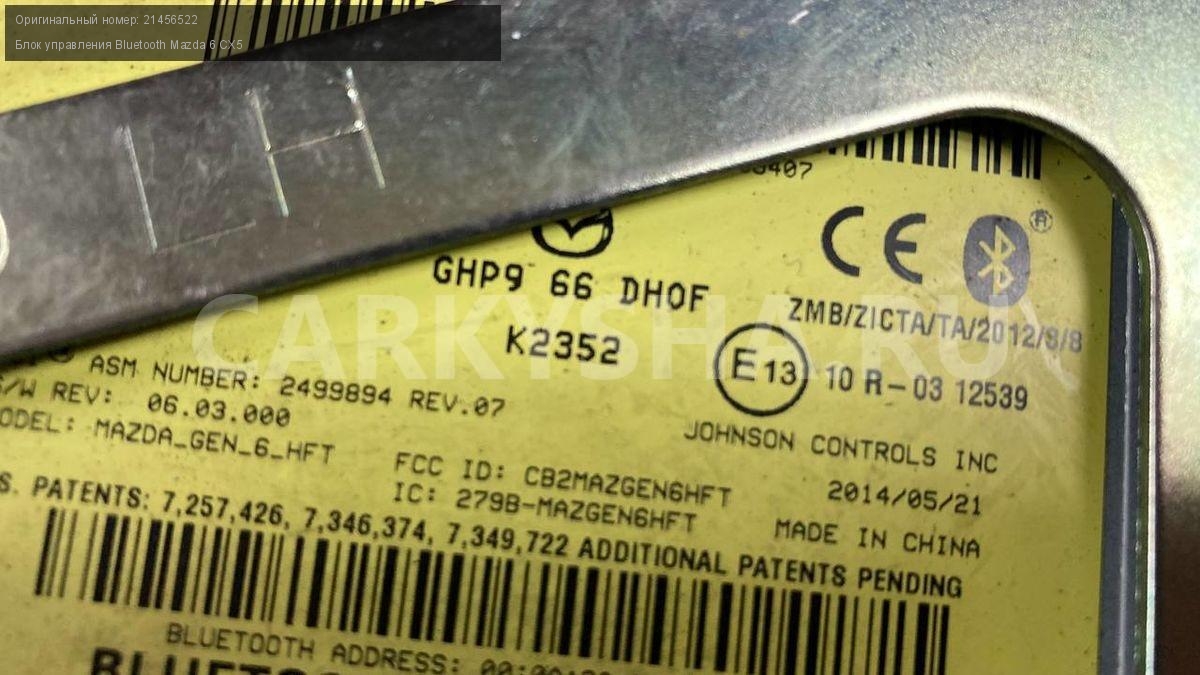 Оригинальный номер: 21456522
Блок управления Bluetooth Mazda 6 CX5
LH
CE
®
GHP9 66 DH0F
ZMB/ZICTA/TA/2012/8/8
K2352
CARKYSHA.RU
E13 10 R-03 12539
ASM NUMBER: 2499894 REV.07
REV: 06.03.000
JOHNSON CONTROLS INC
MAZDA_GEN_6_HFT
FCC ID: CB2MAZGEN6HFT
2014/05/21
IC: 279B-MAZGEN6HFT
MADE IN CHINA
PATENTS: 7,257,426, 7,346,374, 7,349,722 ADDITIONAL PATENTS PENDING
BLUETOOTH ADDRESS: